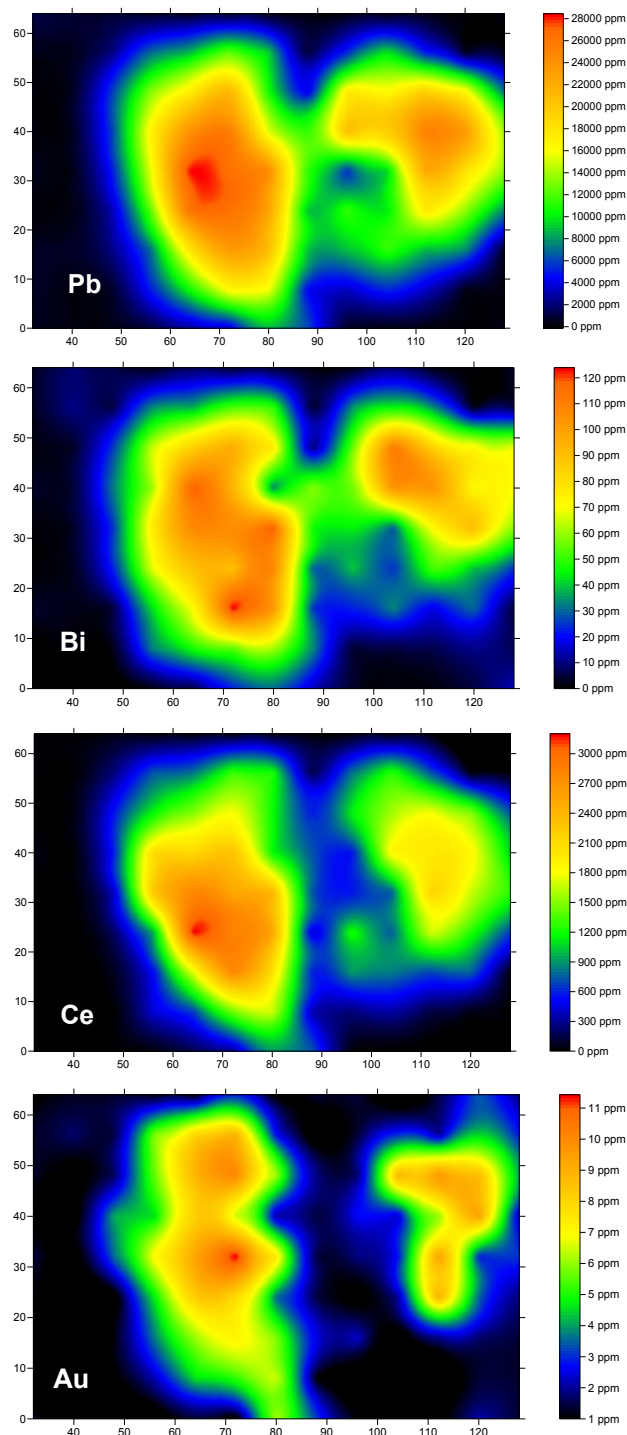 60
50
40
30
20
10
0
40 50 60 70 80 90 100 110 120
Pb
28000 ppm
26000 ppm
24000 ppm
22000 ppm
20000 ppm
18000 ppm
16000 ppm
14000 ppm
12000 ppm
10000 ppm
8000 ppm
6000 ppm
4000 ppm
2000 ppm
0 ppm
60
50
40
30
20
10
0
40 50 60 70 80 90 100 110 120
Bi
120 ppm
110 ppm
100 ppm
90 ppm
80 ppm
70 ppm
60 ppm
50 ppm
40 ppm
30 ppm
20 ppm
10 ppm
0 ppm
60
50
40
30
20
10
0
40 50 60 70 80 90 100 110 120
Ce
3000 ppm
2700 ppm
2400 ppm
2100 ppm
1800 ppm
1500 ppm
1200 ppm
900 ppm
600 ppm
300 ppm
0 ppm
60
50
40
30
20
10
0
40 50 60 70 80 90 100 110 120
Au
11 ppm
10 ppm
9 ppm
8 ppm
7 ppm
6 ppm
5 ppm
4 ppm
3 ppm
2 ppm
1 ppm